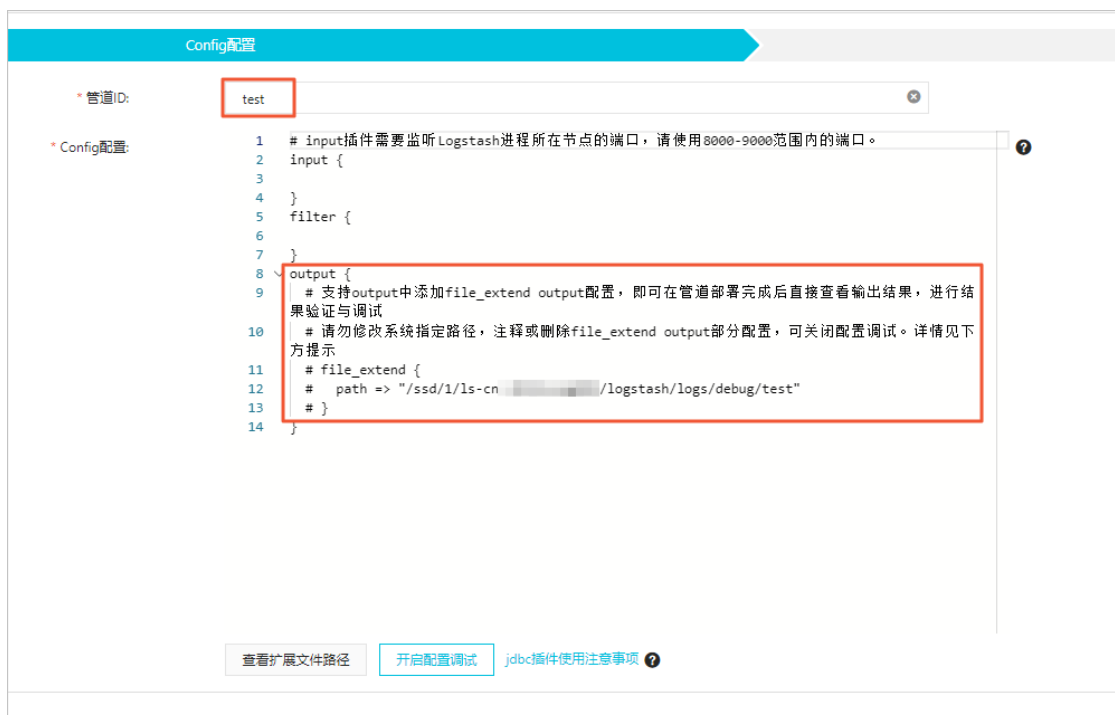 Config配置
* 管道ID:
test
* Config配置:
1 # input插件需要监听Logstash进程所在节点的端口，请使用8000-9000范围内的端口。
2 input {
3
4 }
5 filter {
6
7 }
8 output {
9 # 支持output中添加file_extend output配置，即可在管道部署完成后直接查看输出结果，进行结
果验证与调试
10 # 请勿修改系统指定路径，注释或删除file_extend output部分配置，可关闭配置调试。详情见下
方提示
11 # file_extend {
12 #   path => "/ssd/1/ls-cn /logstash/logs/debug/test"
13 # }
14 }
查看扩展文件路径 开启配置调试 jdbc插件使用注意事项